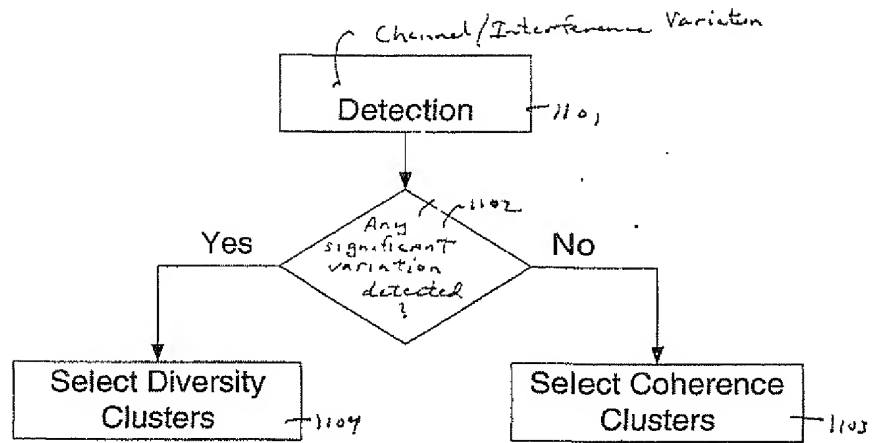 Channel/Interference Variation
Detection
1101
1102
Any
significant
variation
detected
?
Yes
No
Select Diversity
Clusters
1104
Select Coherence
Clusters
1103